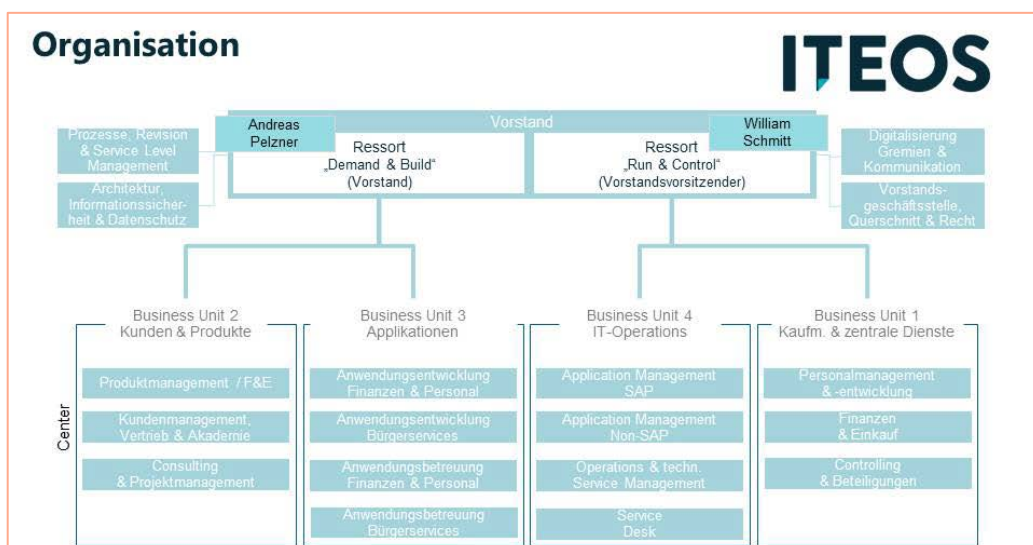 Organisation
ITEOS
Vorstand
Andreas
Pelzner
William
Schmitt
Prozesse, Revision
& Service Level
Management
Architektur,
Informationssicher-
heit & Datenschutz
Ressort
„Demand & Build“
(Vorstand)
Ressort
„Run & Control“
(Vorstandsvorsitzender)
Digitalisierung
Gremien &
Kommunikation
Vorstands-
geschäftsstelle,
Querschnitt & Recht
Business Unit 2
Kunden & Produkte
Business Unit 3
Applikationen
Business Unit 4
IT-Operations
Business Unit 1
Kaufm. & zentrale Dienste
Center
Produktmanagement / F&E
Kundenmanagement,
Vertrieb & Akademie
Consulting
& Projektmanagement
Anwendungsentwicklung
Finanzen & Personal
Anwendungsentwicklung
Bürgerservices
Anwendungsbetreuung
Finanzen & Personal
Anwendungsbetreuung
Bürgerservices
Application Management
SAP
Application Management
Non-SAP
Operations & techn.
Service Management
Service
Desk
Personalmanagement
& -entwicklung
Finanzen
& Einkauf
Controlling
& Beteiligungen